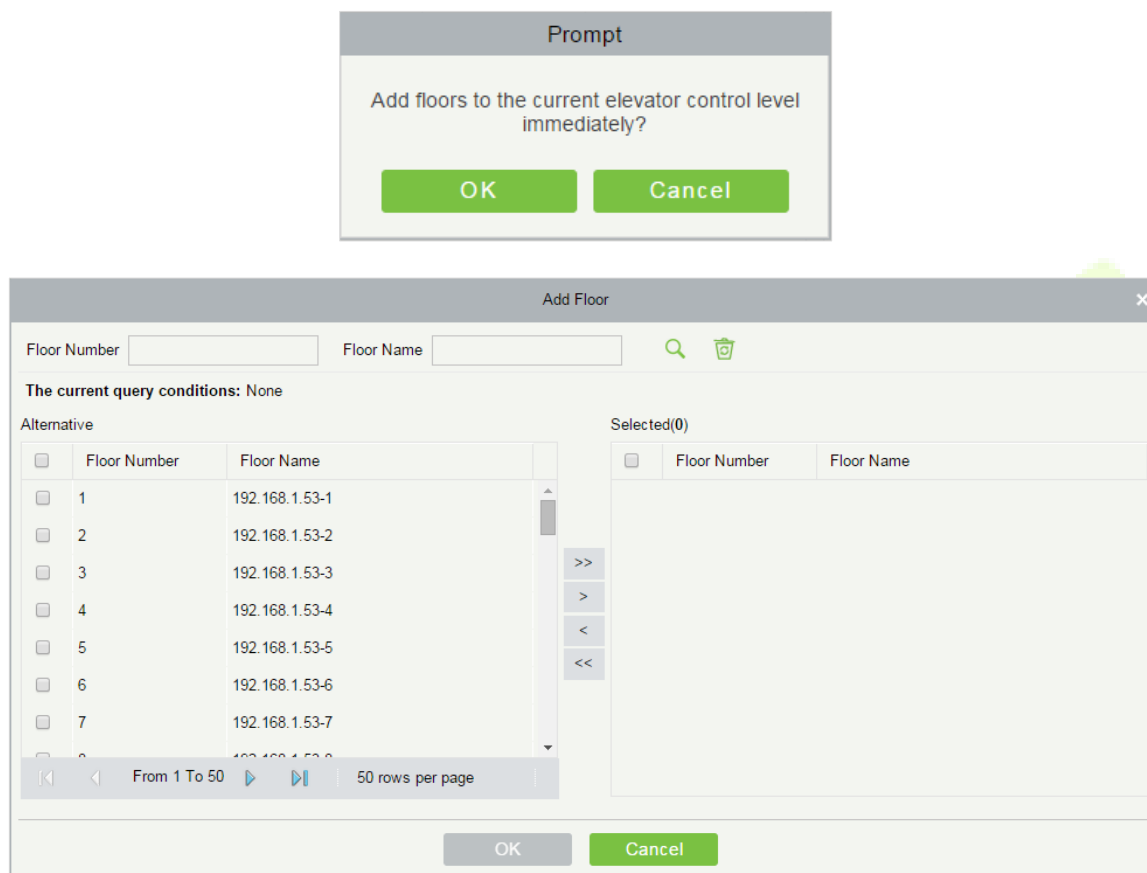 Prompt
Add floors to the current elevator control level
immediately?
OK Cancel
Add Floor
Floor Number Floor Name
The current query conditions: None
Alternative Selected(0)
Floor Number Floor Name Floor Number Floor Name
1 192.168.1.53-1
2 192.168.1.53-2
3 192.168.1.53-3
4 192.168.1.53-4
5 192.168.1.53-5
6 192.168.1.53-6
7 192.168.1.53-7
>>
>
<
<<
From 1 To 50 50 rows per page
OK Cancel